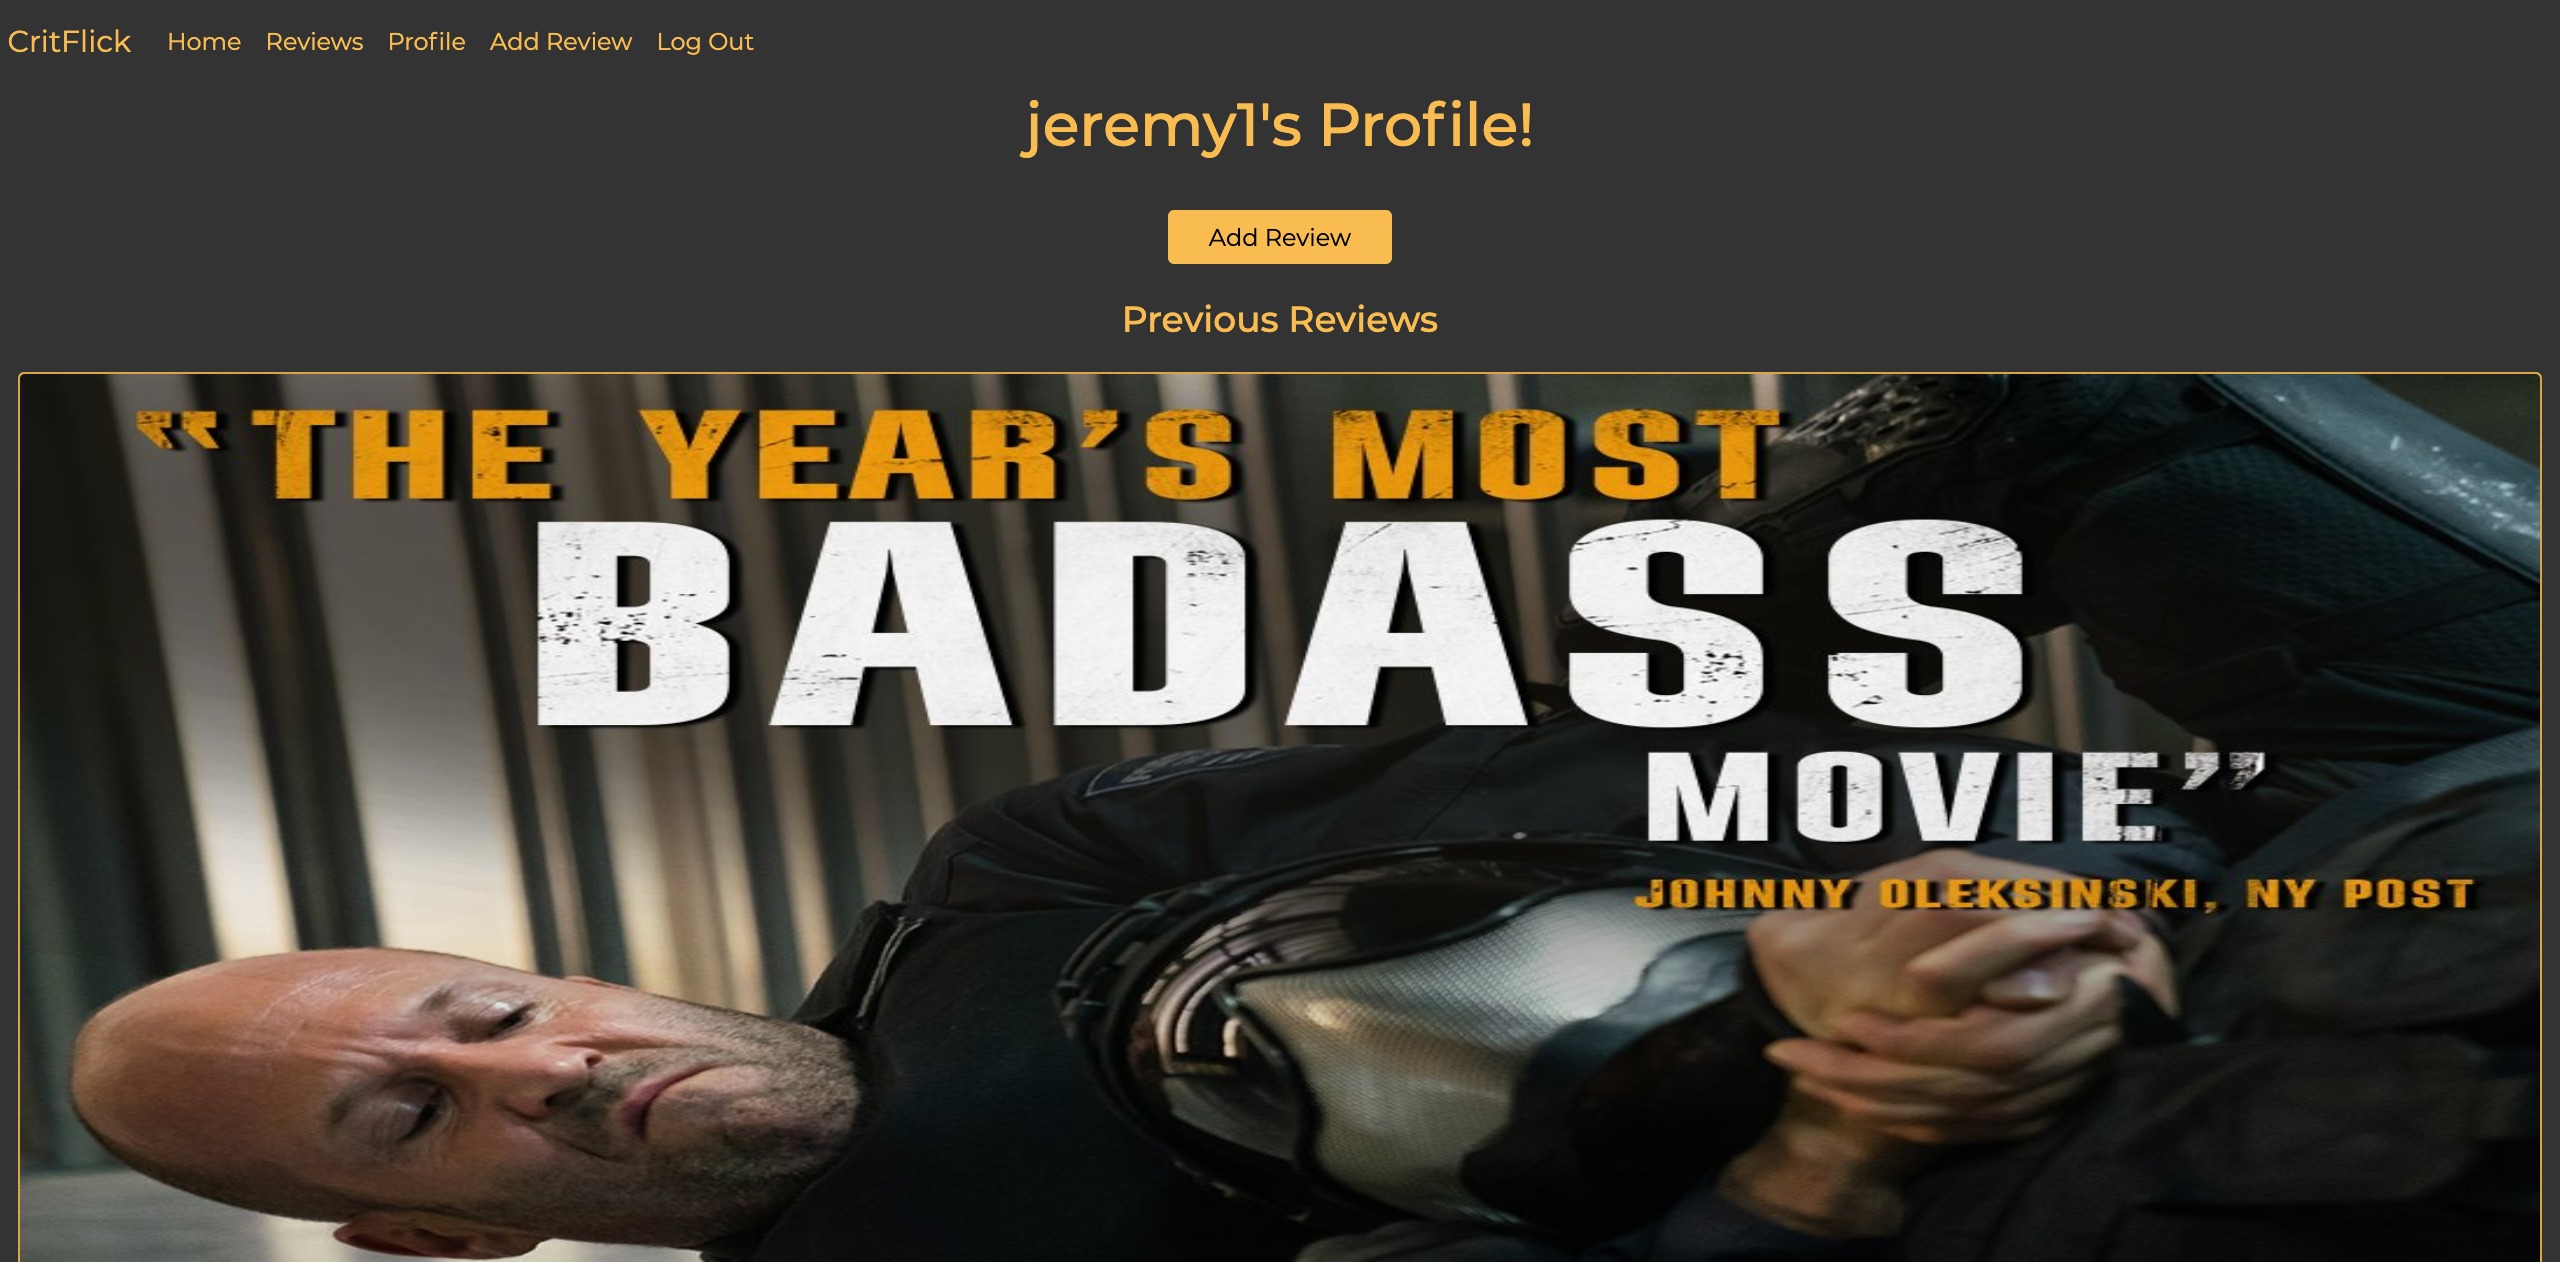 CritFlick Home Reviews Profile Add Review Log Out
jeremy1's Profile!
Add Review
Previous Reviews
“THE YEAR’S MOST
BADASS
MOVIE”
JOHNNY OLEKSINSKI, NY POST